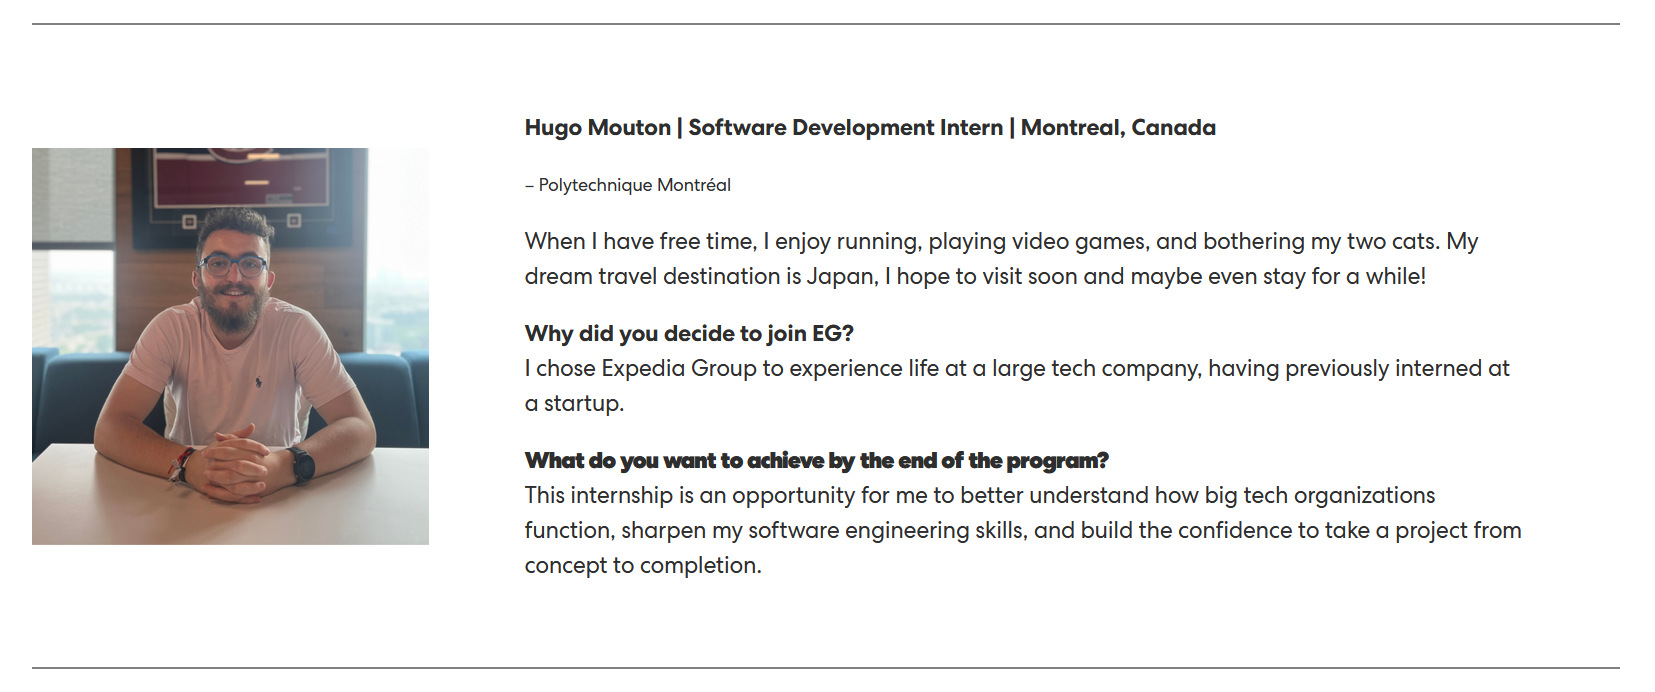 Hugo Mouton | Software Development Intern | Montreal, Canada
– Polytechnique Montréal
When I have free time, I enjoy running, playing video games, and bothering my two cats. My
dream travel destination is Japan, I hope to visit soon and maybe even stay for a while!
Why did you decide to join EG?
I chose Expedia Group to experience life at a large tech company, having previously interned at
a startup.
What do you want to achieve by the end of the program?
This internship is an opportunity for me to better understand how big tech organizations
function, sharpen my software engineering skills, and build the confidence to take a project from
concept to completion.